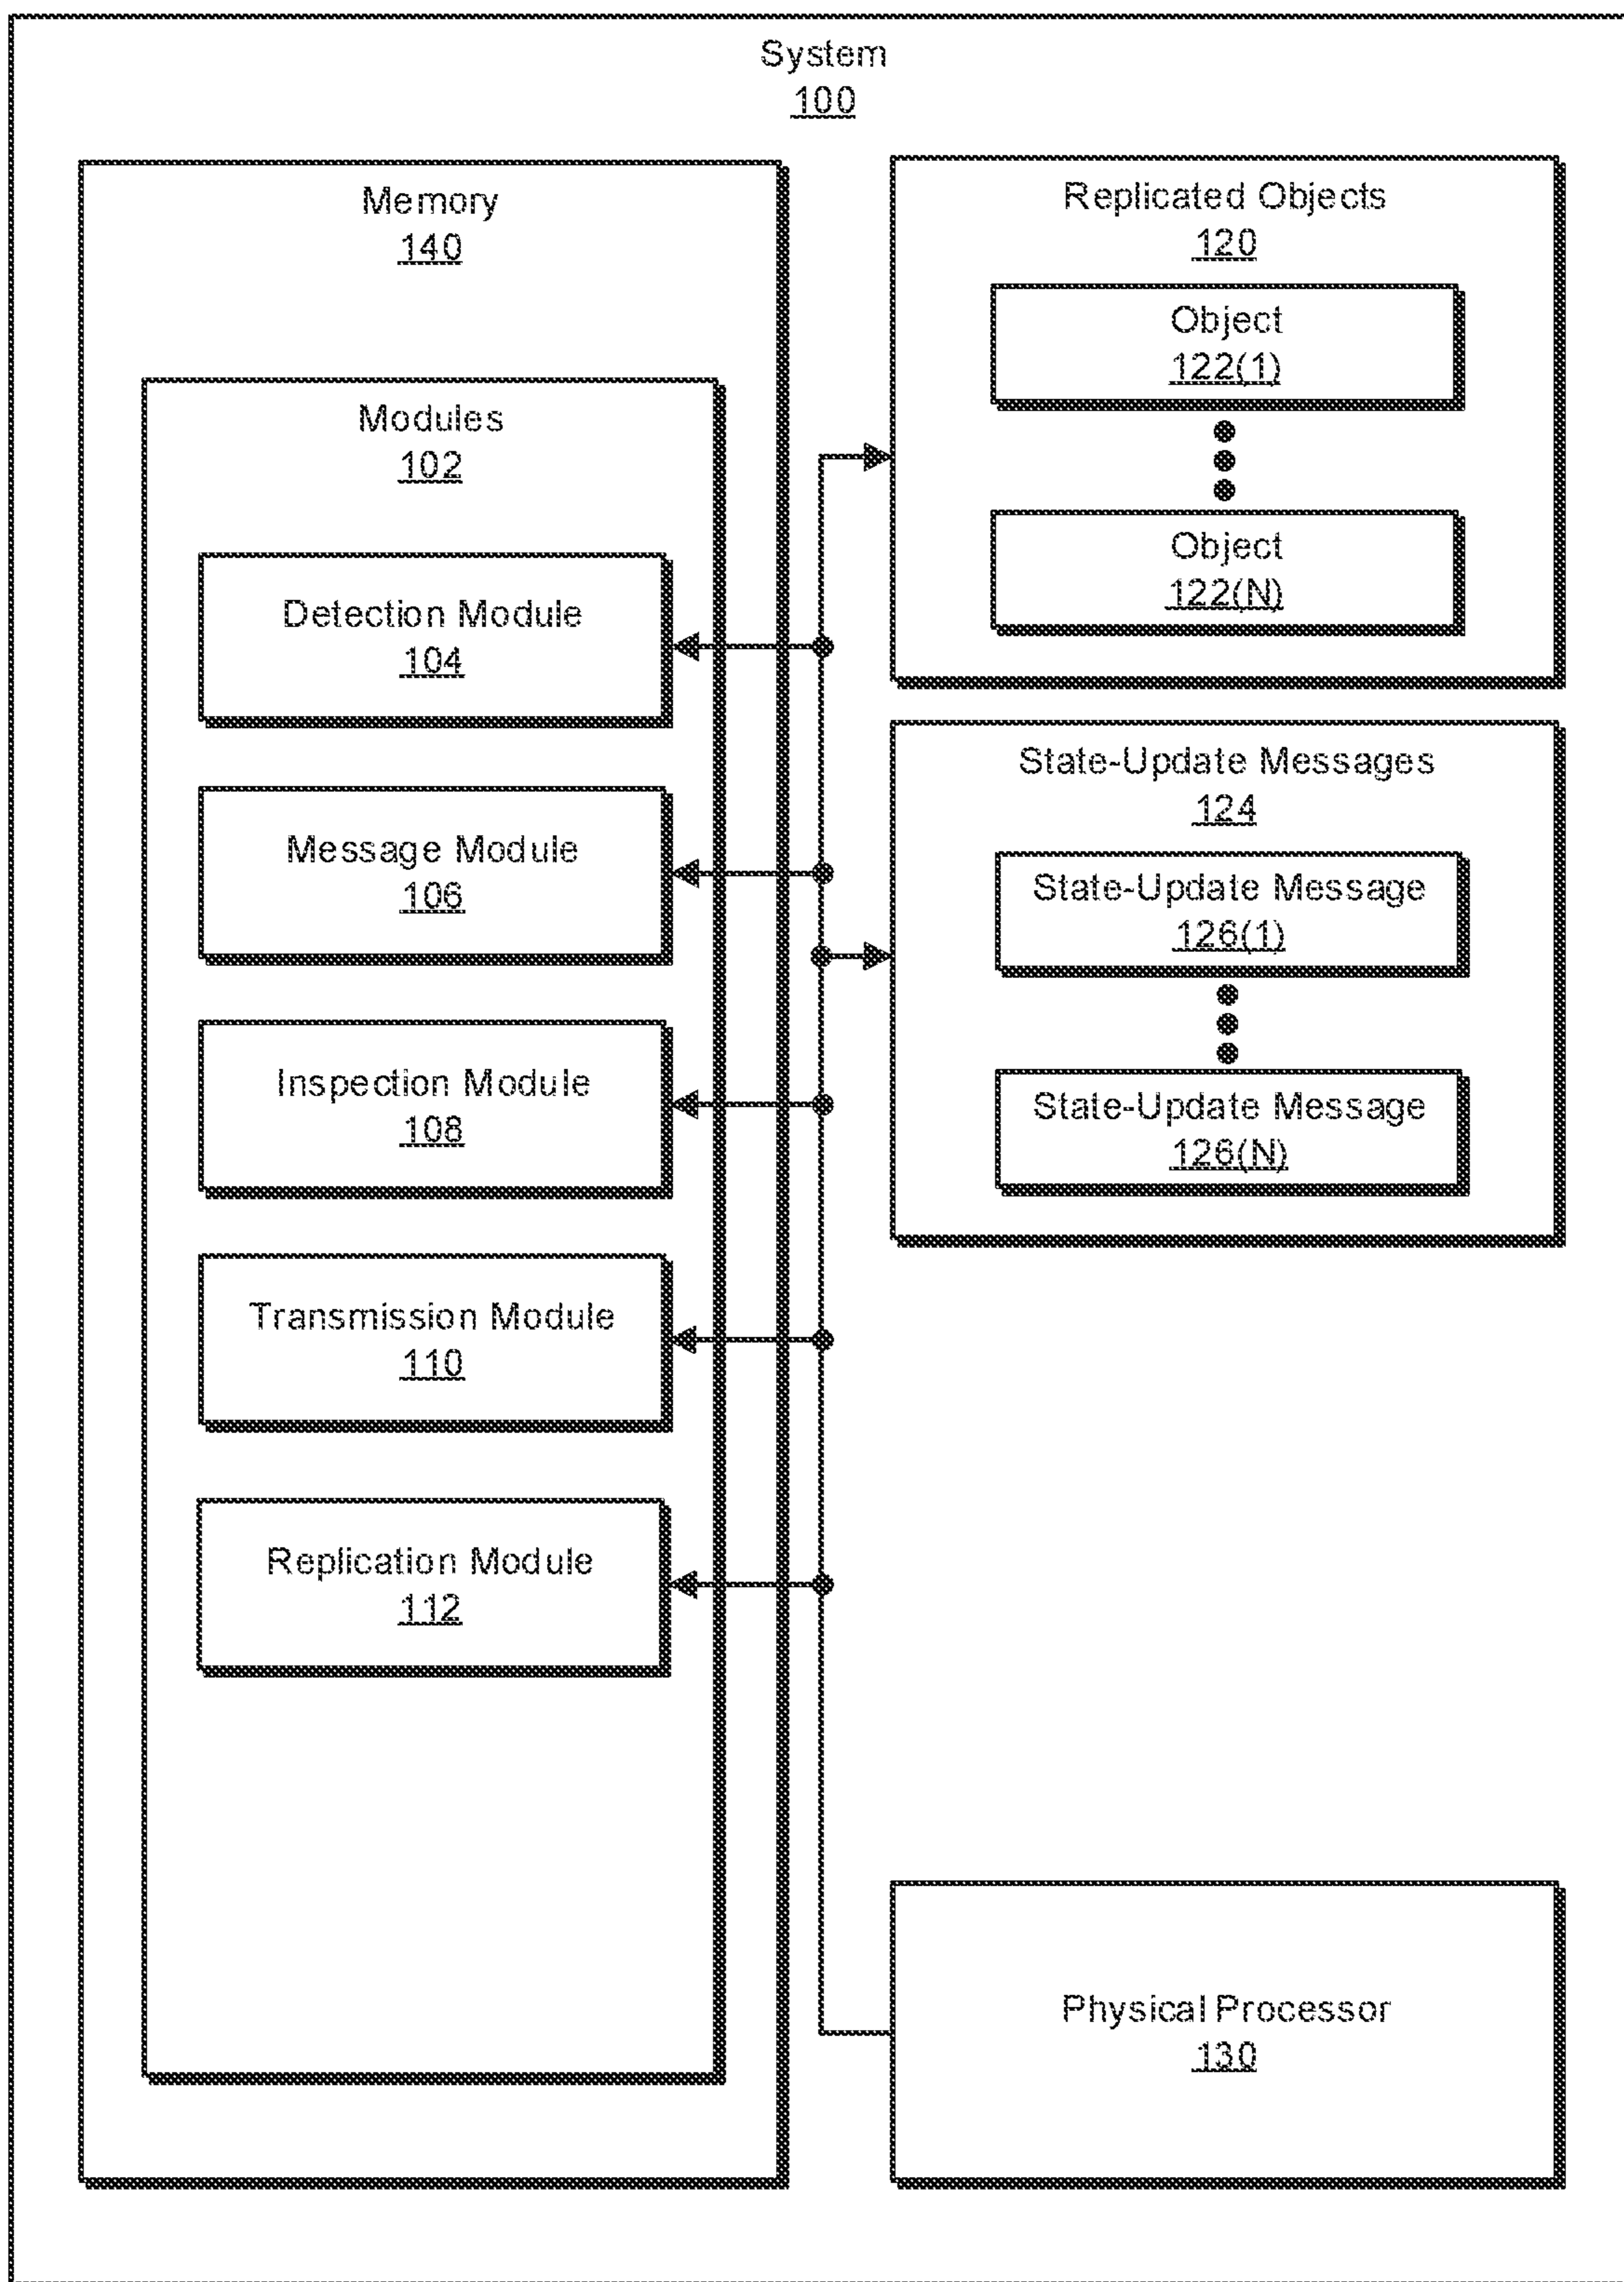 System
100
Memory
140
Modules
102
Detection Module
104
Message Module
106
Inspection Module
108
Transmission Module
110
Replication Module
112
Replicated Objects
120
Object
122(1)
Object
122(N)
State-Update Messages
124
State-Update Message
126(1)
State-Update Message
126(N)
Physical Processor
130